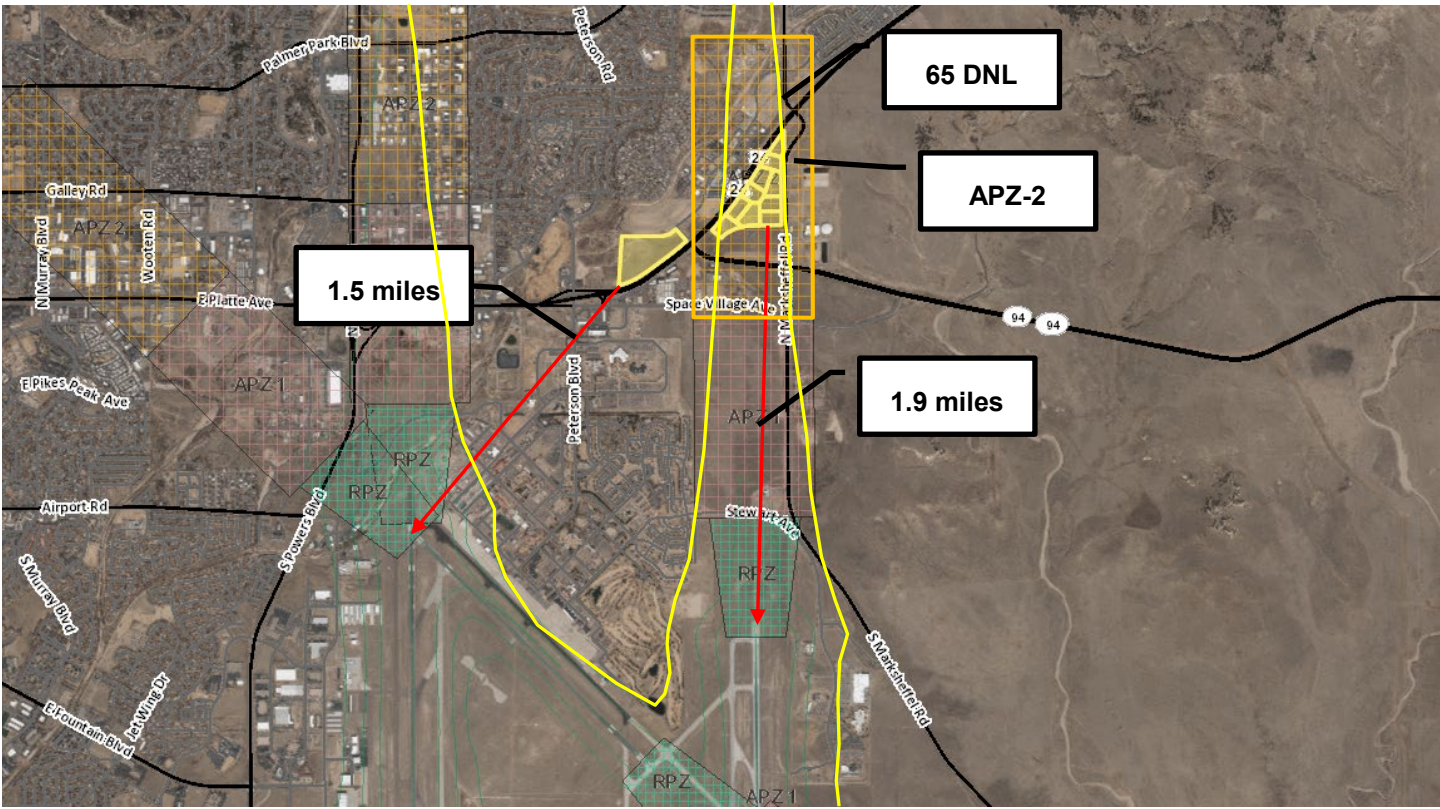 Palmer Park Blvd
Peterson Rd
65 DNL
APZ 2
24
APZ-2
24
Galley Rd
APZ 2
N Murray Blvd
Wooten Rd
1.5 miles
N Marksheffel Rd
E Platte Ave
Space Village Ave
94
94
E Pikes Peak Ave
APZ 1
Peterson Blvd
1.9 miles
APZ 1
RPZ
RPZ
Airport Rd
S Powers Blvd
Stewart Ave
RPZ
S Murray Blvd
S Marksheffel Rd
Jet Wing Dr
E Fountain Blvd
RPZ
APZ 1